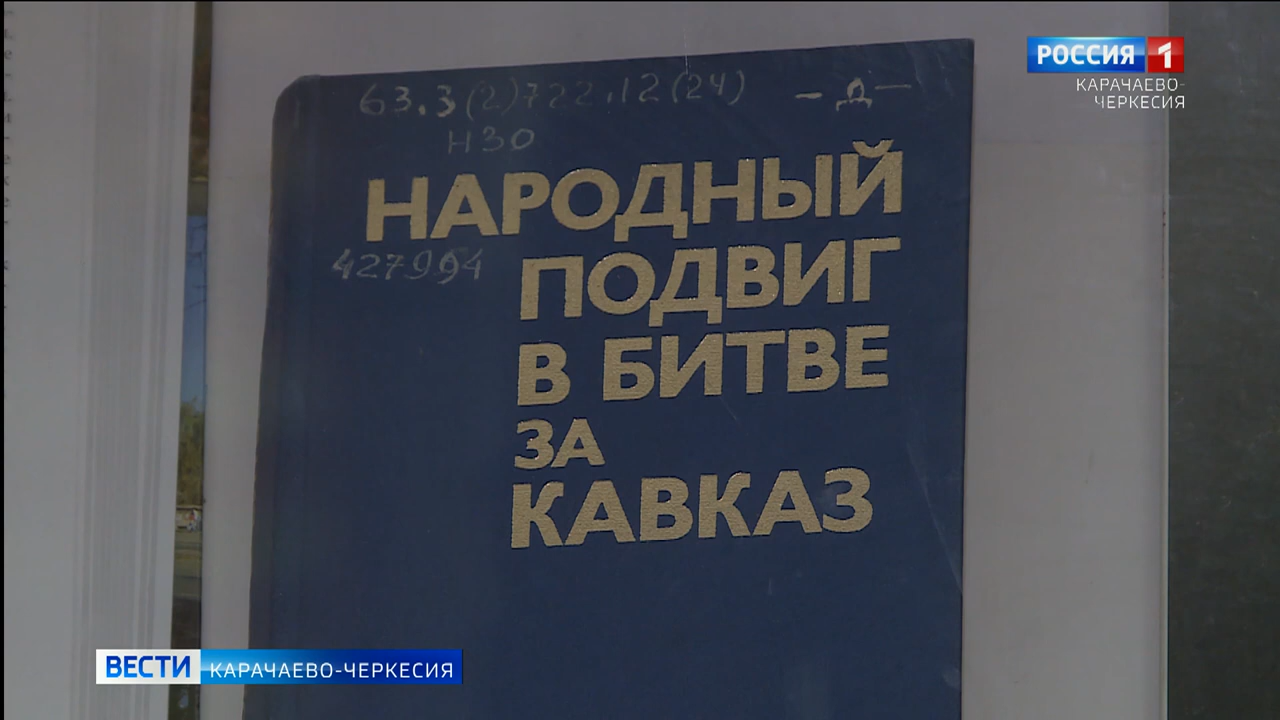 РОССИЯ 1
КАРАЧАЕВО-
ЧЕРКЕСИЯ
63.3(2)722.12(24) -Д-
Н30
НАРОДНЫЙ
427994
ПОДВИГ
В БИТВЕ
ЗА
КАВКАЗ
ВЕСТИ КАРАЧАЕВО-ЧЕРКЕСИЯ